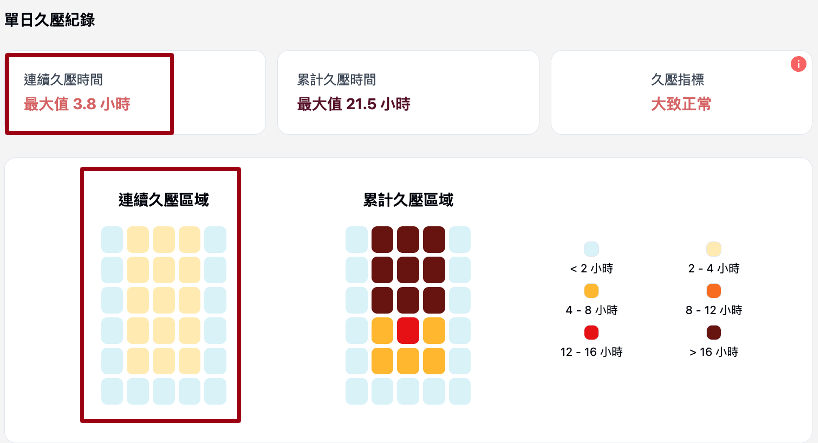 單日久壓紀錄
連續久壓時間
最大值 3.8 小時
累計久壓時間
最大值 21.5 小時
久壓指標
大致正常
i
連續久壓區域
累計久壓區域
< 2 小時
2 - 4 小時
4 - 8 小時
8 - 12 小時
12 - 16 小時
> 16 小時